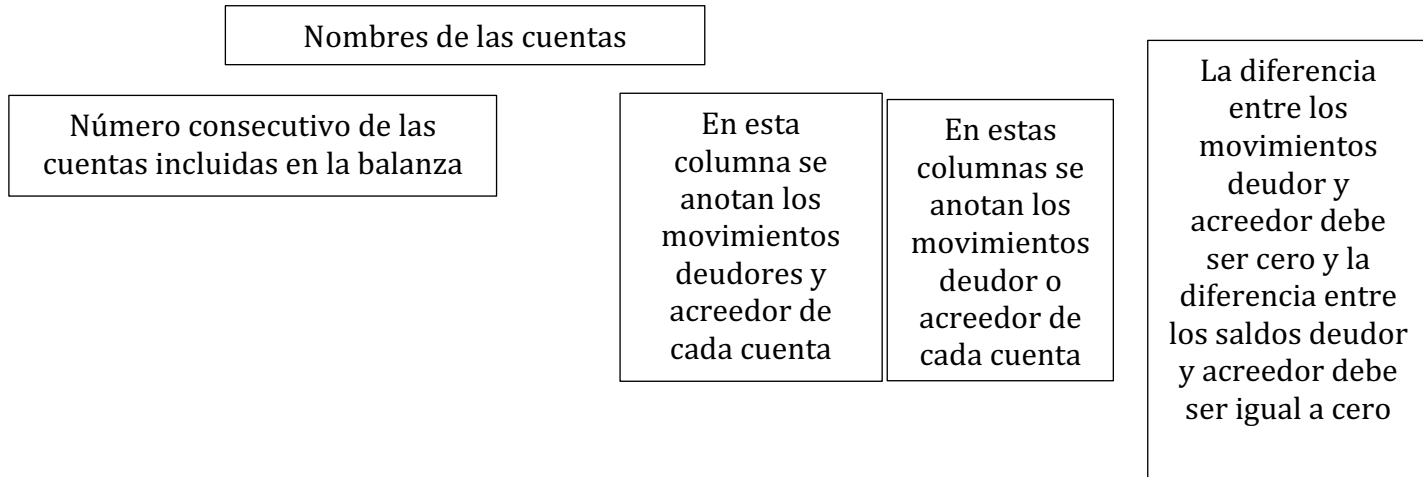 Nombres de las cuentas
Número consecutivo de las
cuentas incluidas en la balanza
En esta
columna se
anotan los
movimientos
deudores y
acreedor de
cada cuenta
En estas
columnas se
anotan los
movimientos
deudor o
acreedor de
cada cuenta
La diferencia
entre los
movimientos
deudor y
acreedor debe
ser cero y la
diferencia entre
los saldos deudor
y acreedor debe
ser igual a cero